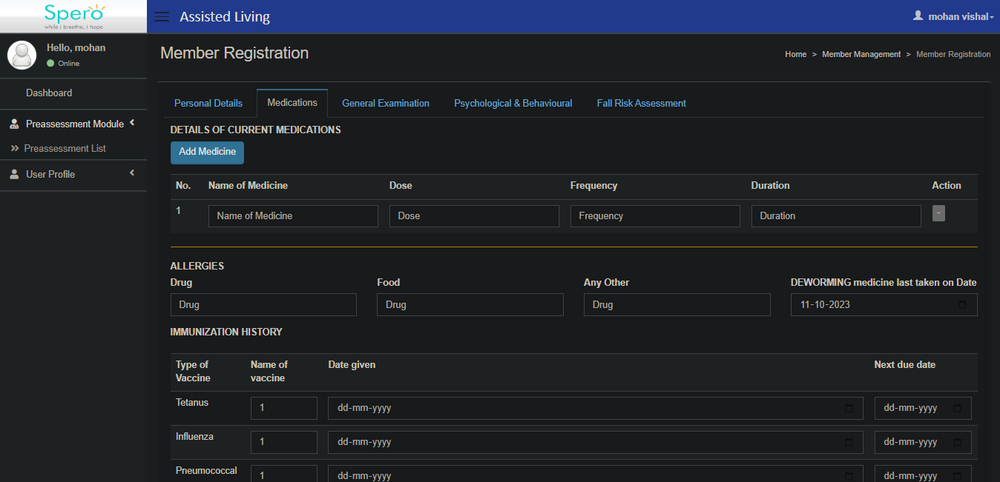 Spero
while i breathe, i hope
Assisted Living
mohan vishal
Hello, mohan
Online
Dashboard
Preassessment Module
Preassessment List
User Profile
Member Registration
Home > Member Management > Member Registration
Personal Details Medications General Examination Psychological & Behavioural Fall Risk Assessment
DETAILS OF CURRENT MEDICATIONS
Add Medicine
No. Name of Medicine Dose Frequency Duration Action
1 Name of Medicine Dose Frequency Duration -
ALLERGIES
Drug Food Any Other DEWORMING medicine last taken on Date
Drug Drug Drug 11-10-2023
IMMUNIZATION HISTORY
Type of Vaccine Name of vaccine Date given Next due date
Tetanus 1 dd-mm-yyyy dd-mm-yyyy
Influenza 1 dd-mm-yyyy dd-mm-yyyy
Pneumococcal 1 dd-mm-yyyy dd-mm-yyyy